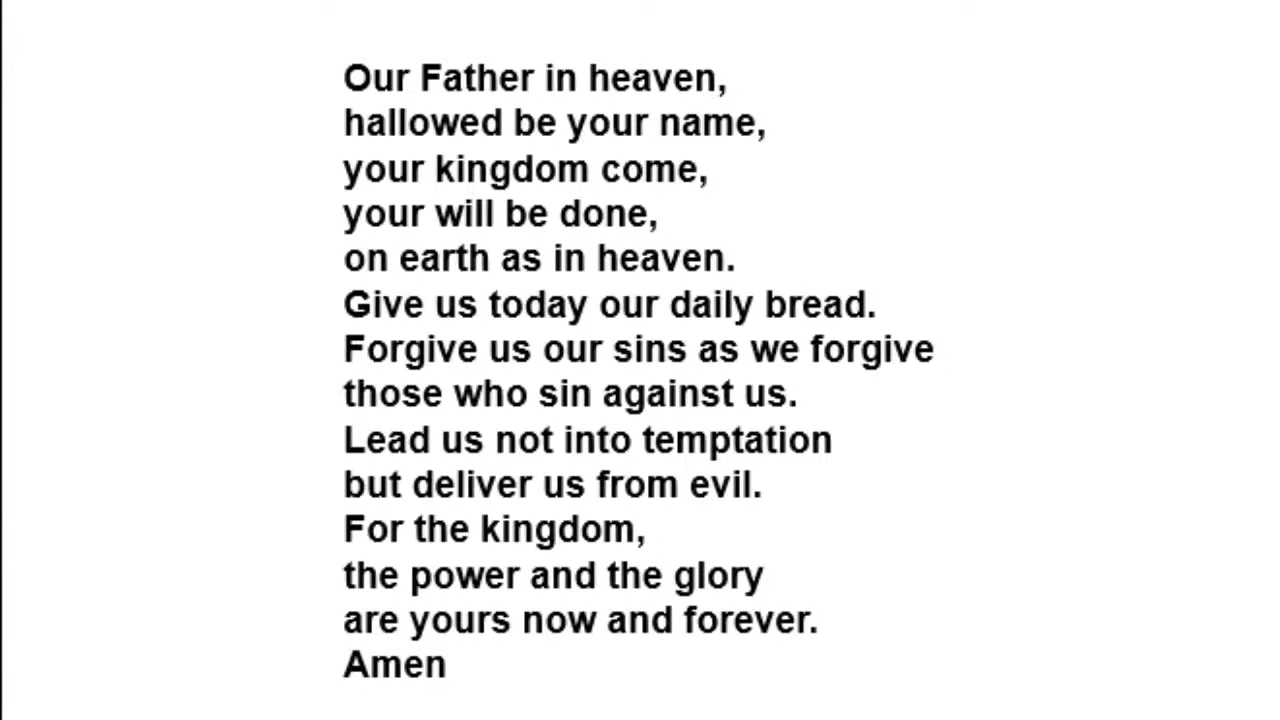 Our Father in heaven,
hallowed be your name,
your kingdom come,
your will be done,
on earth as in heaven.
Give us today our daily bread.
Forgive us our sins as we forgive
those who sin against us.
Lead us not into temptation
but deliver us from evil.
For the kingdom,
the power and the glory
are yours now and forever.
Amen